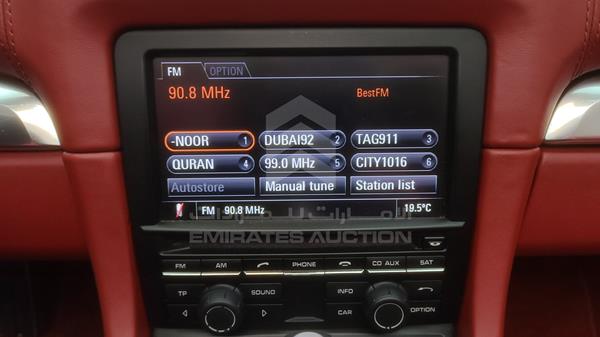 FM OPTION
90.8 MHz BestFM
-NOOR 1 DUBAI92 2 TAG911 3
QURAN 4 99.0 MHz 5 CITY1016 6
Autostore Manual tune Station list
FM 90.8 MHz 19.5°C
الإمارات للمزادات
EMIRATES AUCTION
FM AM PHONE CD AUX SAT
TP SOUND INFO
CAR OPTION